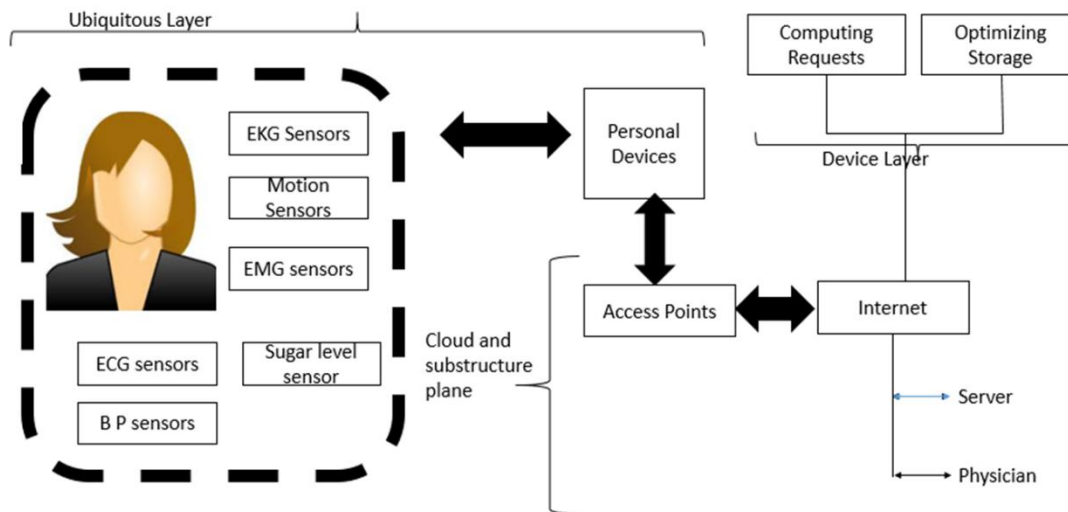 Ubiquitous Layer
Computing
Requests
Optimizing
Storage
EKG Sensors
Personal
Devices
Device Layer
Motion
Sensors
EMG sensors
Access Points
Internet
Cloud and
substructure
plane
ECG sensors
Sugar level
sensor
B P sensors
Server
Physician